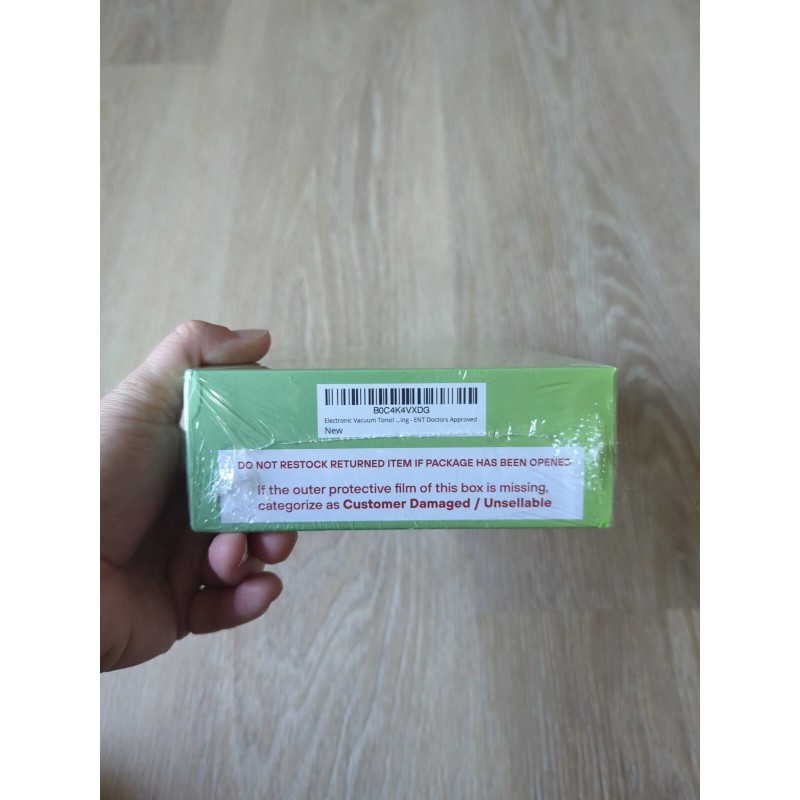 B0C4K4VXDG
Electronic Vacuum Tonsil ...ing - ENT Doctors Approved
New
DO NOT RESTOCK RETURNED ITEM IF PACKAGE HAS BEEN OPENED
If the outer protective film of this box is missing,
categorize as Customer Damaged / Unsellable